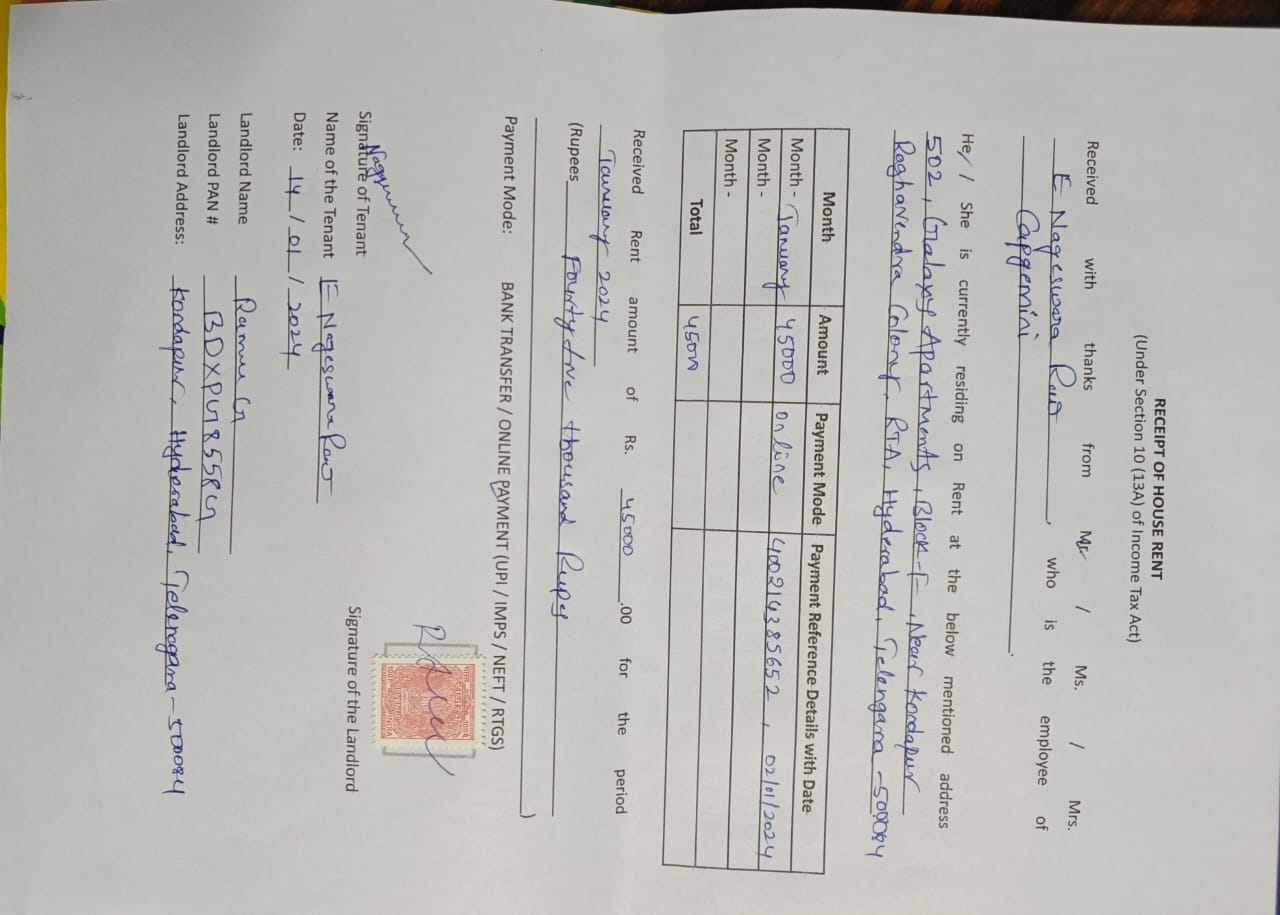 RECEIPT OF HOUSE RENT
(Under Section 10 (13A) of Income Tax Act)
Received with thanks from Mr. / Ms. / Mrs.
E Nageswara Rao, who is the employee of
Capgemini.
He / She is currently residing on Rent at the below mentioned address
502, Galaxy Apartments, Block-F, Near Kondapur
Raghavendra Colony, RTA, Hyderabad, Telengana -500084
Month Amount Payment Mode Payment Reference Details with Date
Month - January 45000 online 400214385652, 02/01/2024
Month -
Month -
Total 45000
Received Rent amount of Rs. 45000.00 for the period
January 2024
(Rupees Fourty five thousand Rupes
)
Payment Mode: BANK TRANSFER / ONLINE PAYMENT (UPI / IMPS / NEFT / RTGS)
REVENUE
INDIA
Signature of Tenant
Signature of the Landlord
Name of the Tenant E Nageswara Rao
Date: 14 / 01 / 2024
Landlord Name Ramu G
Landlord PAN # BDXPG8558G
Landlord Address: Kondapur, Hyderabad, Telenagana-500084